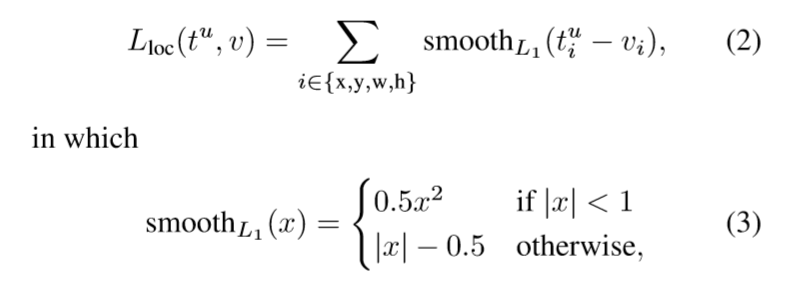 L_loc(t^u, v) = ∑_{i∈{x,y,w,h}} smooth_{L_1}(t_i^u − v_i), (2)
in which
smooth_{L_1}(x) = { 0.5x^2 if |x| < 1
|x| − 0.5 otherwise, (3)